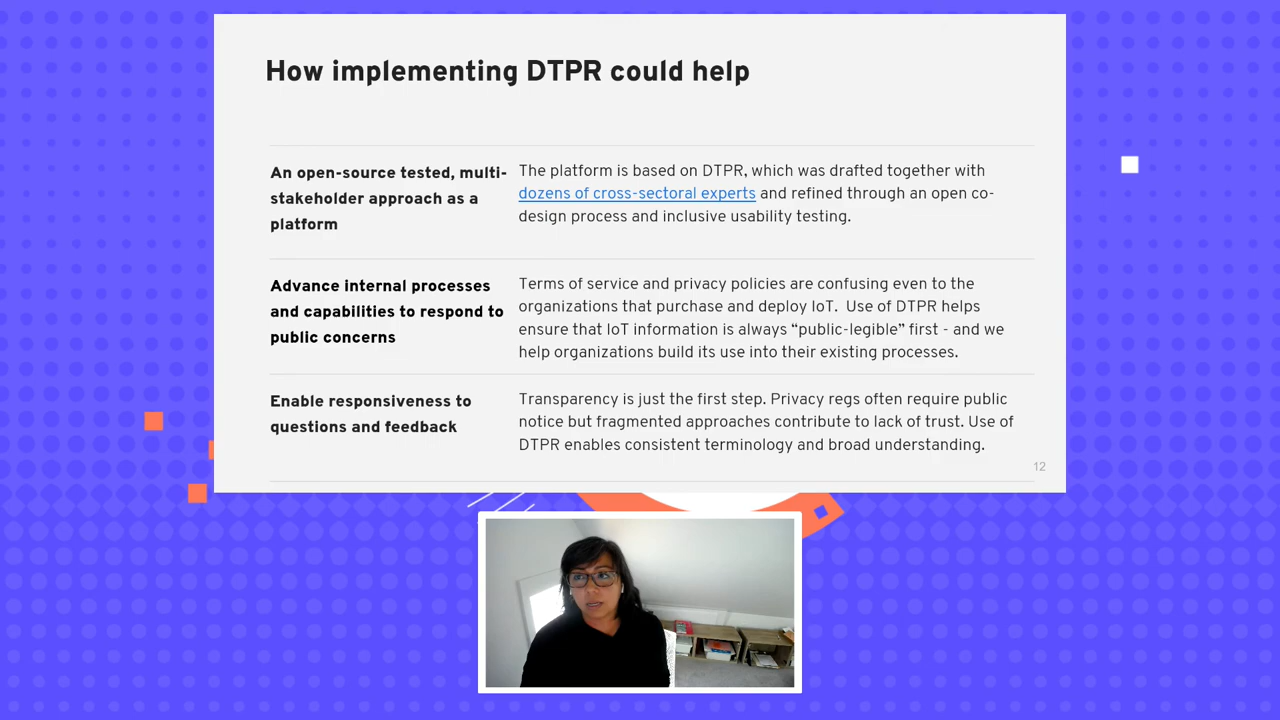 How implementing DTPR could help
An open-source tested, multi-
stakeholder approach as a
platform
The platform is based on DTPR, which was drafted together with
dozens of cross-sectoral experts and refined through an open co-
design process and inclusive usability testing.
Advance internal processes
and capabilities to respond to
public concerns
Terms of service and privacy policies are confusing even to the
organizations that purchase and deploy IoT.  Use of DTPR helps
ensure that IoT information is always “public-legible” first - and we
help organizations build its use into their existing processes.
Enable responsiveness to
questions and feedback
Transparency is just the first step. Privacy regs often require public
notice but fragmented approaches contribute to lack of trust. Use of
DTPR enables consistent terminology and broad understanding.
12